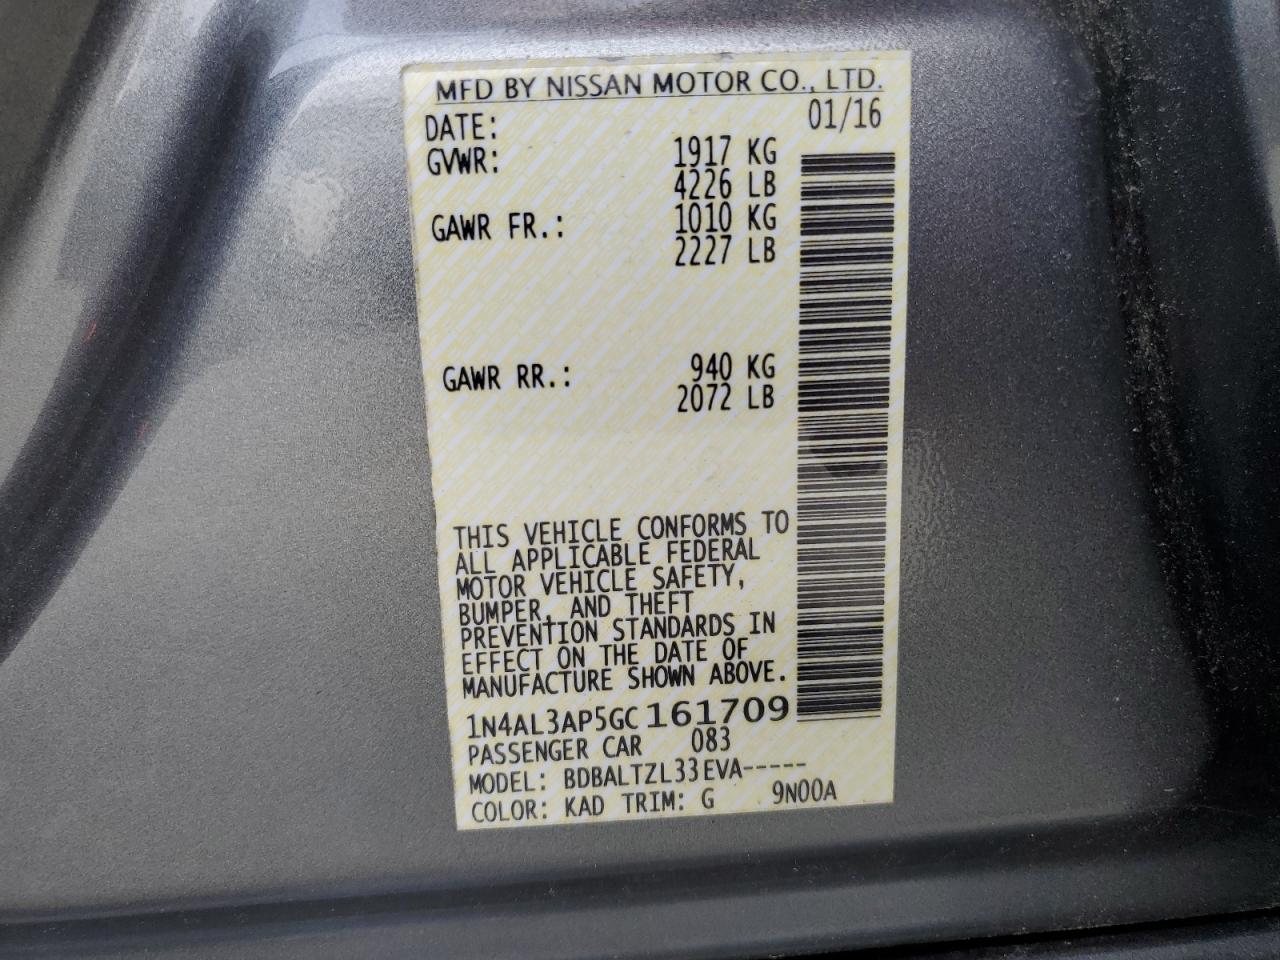 MFD BY NISSAN MOTOR CO., LTD.
DATE: 01/16
GVWR: 1917 KG
4226 LB
GAWR FR.: 1010 KG
2227 LB
GAWR RR.: 940 KG
2072 LB
THIS VEHICLE CONFORMS TO
ALL APPLICABLE FEDERAL
MOTOR VEHICLE SAFETY,
BUMPER, AND THEFT
PREVENTION STANDARDS IN
EFFECT ON THE DATE OF
MANUFACTURE SHOWN ABOVE.
1N4AL3AP5GC161709
PASSENGER CAR 083
MODEL: BDBALTZL33EVA-----
COLOR: KAD TRIM: G 9N00A